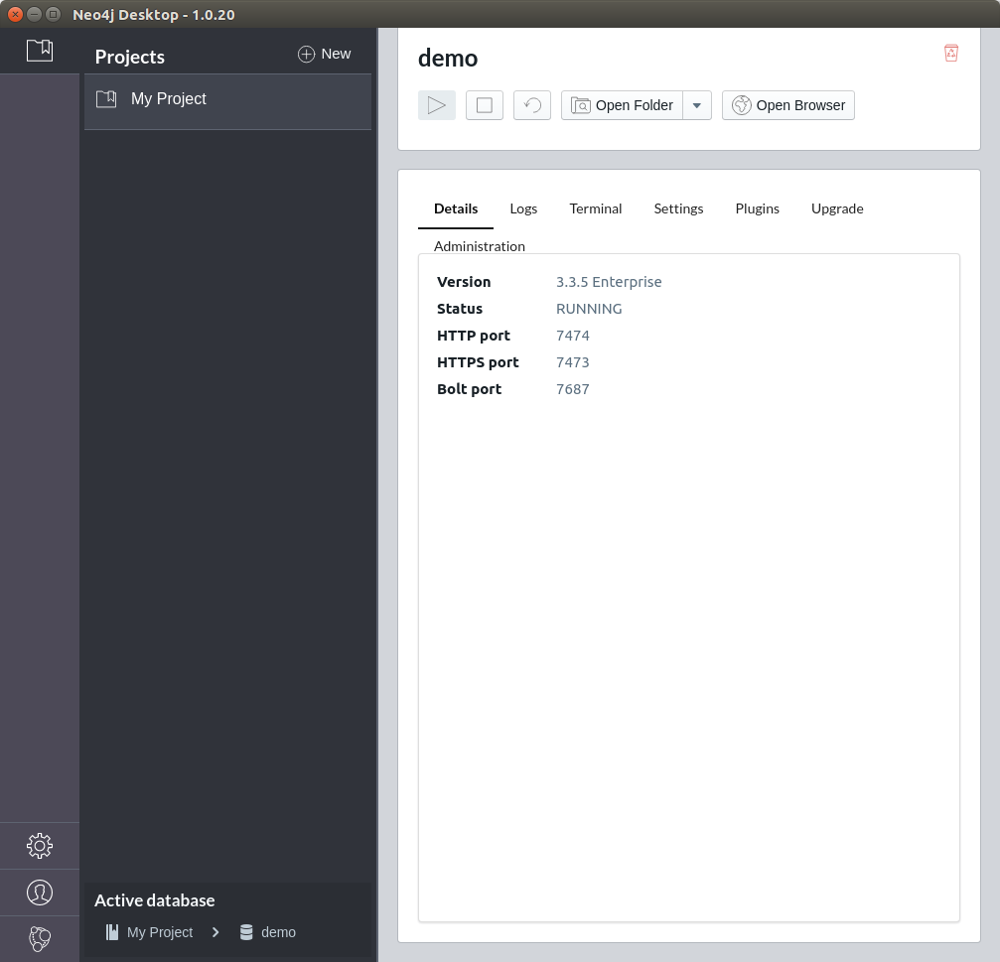 Neo4j Desktop - 1.0.20
Projects
New
My Project
Active database
My Project > demo
demo
Open Folder
Open Browser
Details Logs Terminal Settings Plugins Upgrade
Administration
Version 3.3.5 Enterprise
Status RUNNING
HTTP port 7474
HTTPS port 7473
Bolt port 7687